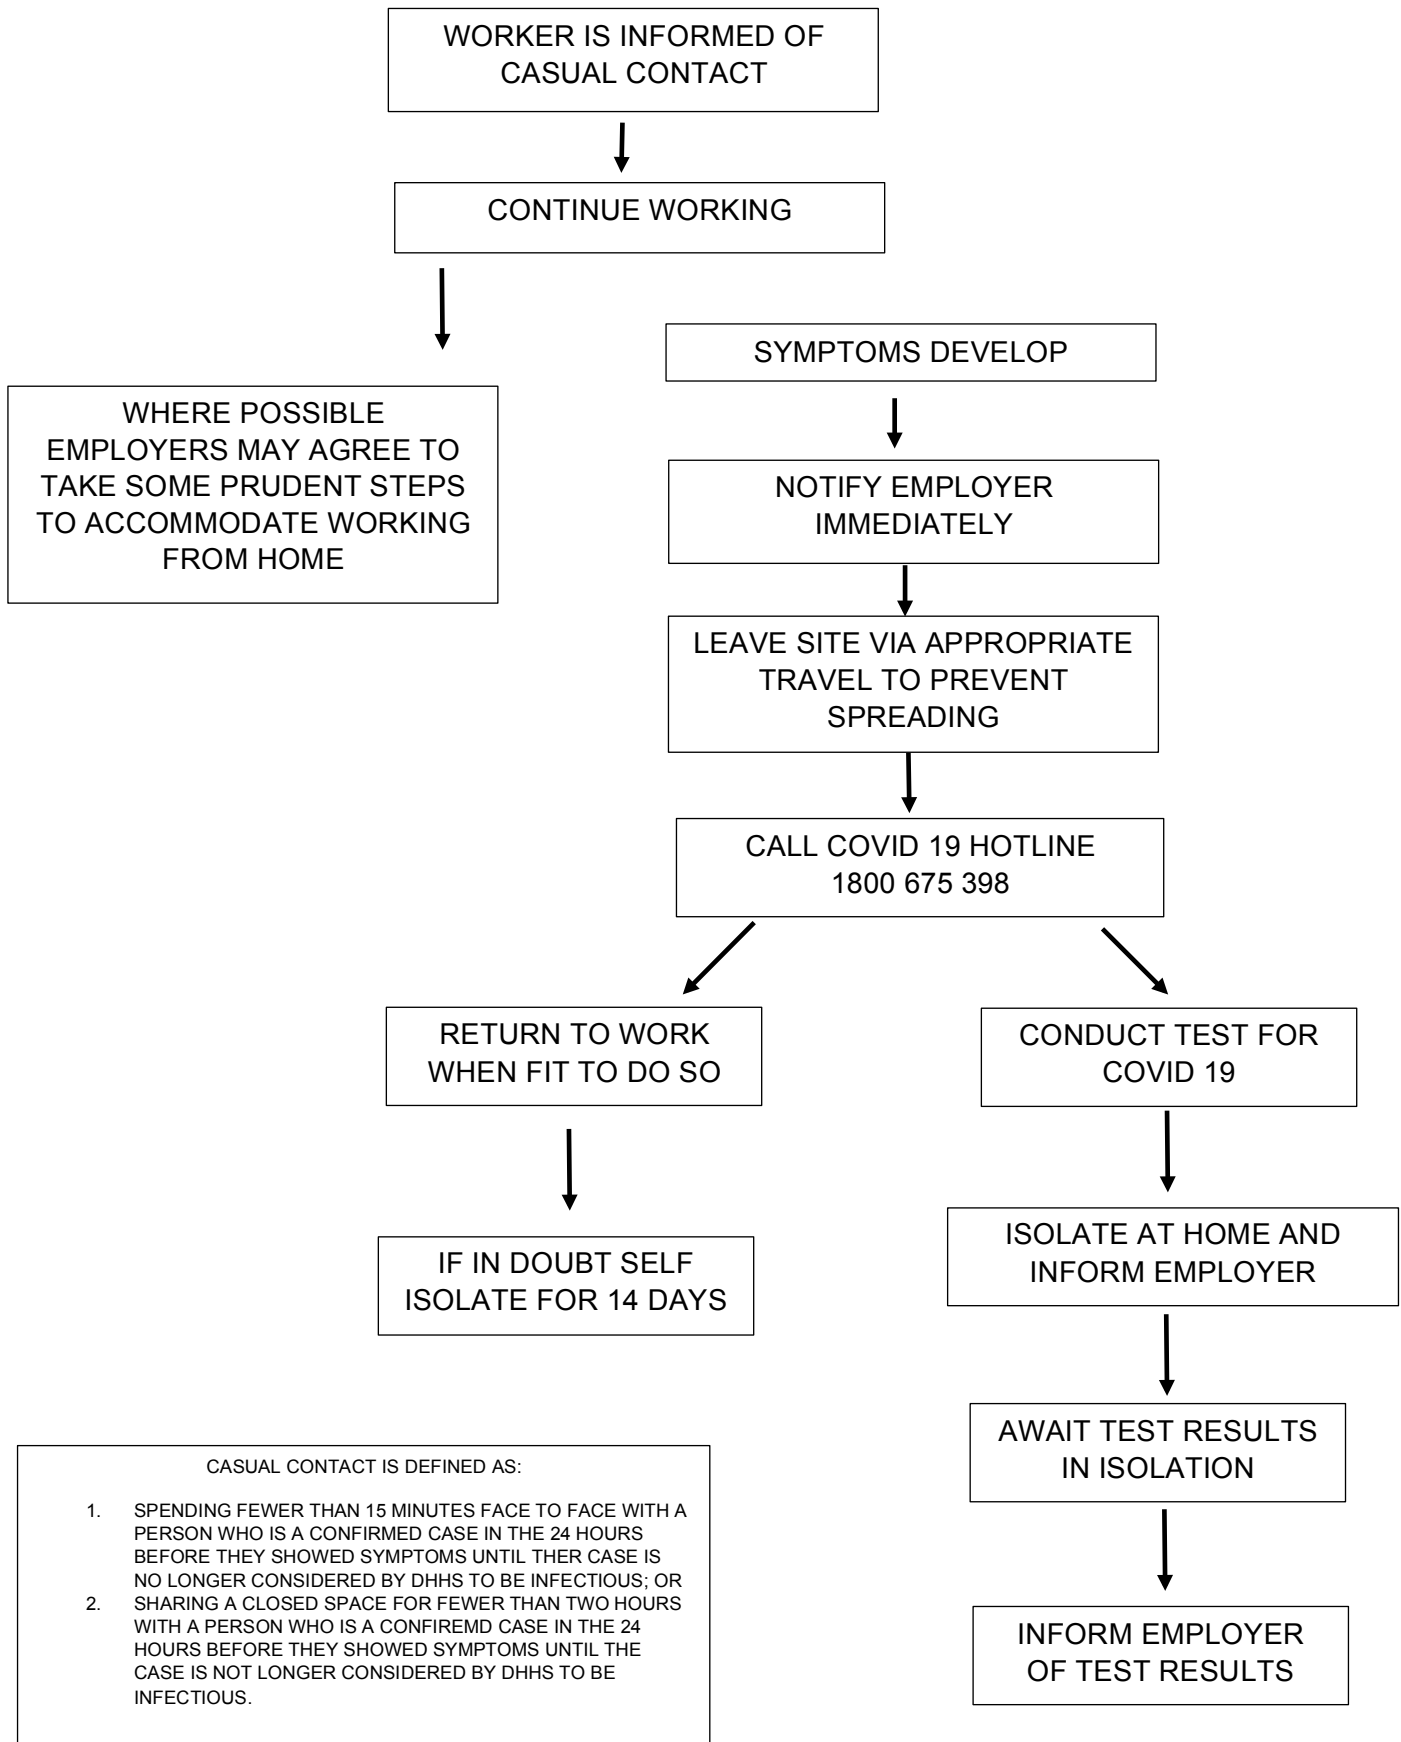 WORKER IS INFORMED OF
CASUAL CONTACT
CONTINUE WORKING
SYMPTOMS DEVELOP
WHERE POSSIBLE
EMPLOYERS MAY AGREE TO
TAKE SOME PRUDENT STEPS
TO ACCOMMODATE WORKING
FROM HOME
NOTIFY EMPLOYER
IMMEDIATELY
LEAVE SITE VIA APPROPRIATE
TRAVEL TO PREVENT
SPREADING
CALL COVID 19 HOTLINE
1800 675 398
RETURN TO WORK
WHEN FIT TO DO SO
CONDUCT TEST FOR
COVID 19
IF IN DOUBT SELF
ISOLATE FOR 14 DAYS
ISOLATE AT HOME AND
INFORM EMPLOYER
AWAIT TEST RESULTS
IN ISOLATION
INFORM EMPLOYER
OF TEST RESULTS
CASUAL CONTACT IS DEFINED AS:
1. SPENDING FEWER THAN 15 MINUTES FACE TO FACE WITH A
PERSON WHO IS A CONFIRMED CASE IN THE 24 HOURS
BEFORE THEY SHOWED SYMPTOMS UNTIL THER CASE IS
NO LONGER CONSIDERED BY DHHS TO BE INFECTIOUS; OR
2. SHARING A CLOSED SPACE FOR FEWER THAN TWO HOURS
WITH A PERSON WHO IS A CONFIREMD CASE IN THE 24
HOURS BEFORE THEY SHOWED SYMPTOMS UNTIL THE
CASE IS NOT LONGER CONSIDERED BY DHHS TO BE
INFECTIOUS.